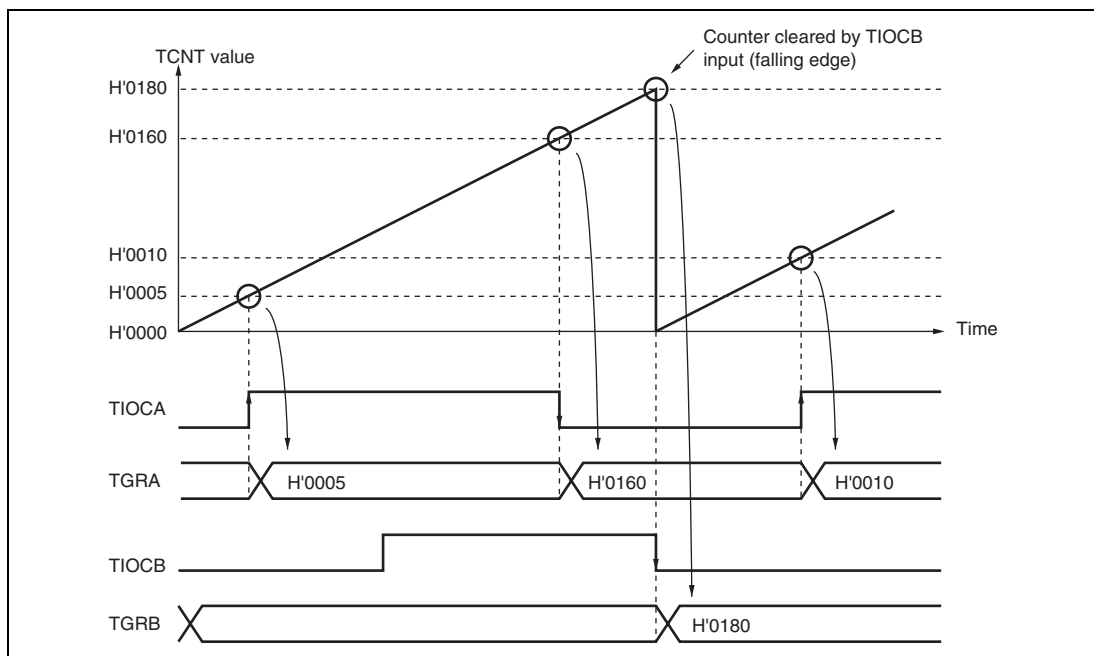 Counter cleared by TIOCB
input (falling edge)
TCNT value
H'0180
H'0160
H'0010
H'0005
H'0000
Time
TIOCA
TGRA
H'0005
H'0160
H'0010
TIOCB
TGRB
H'0180